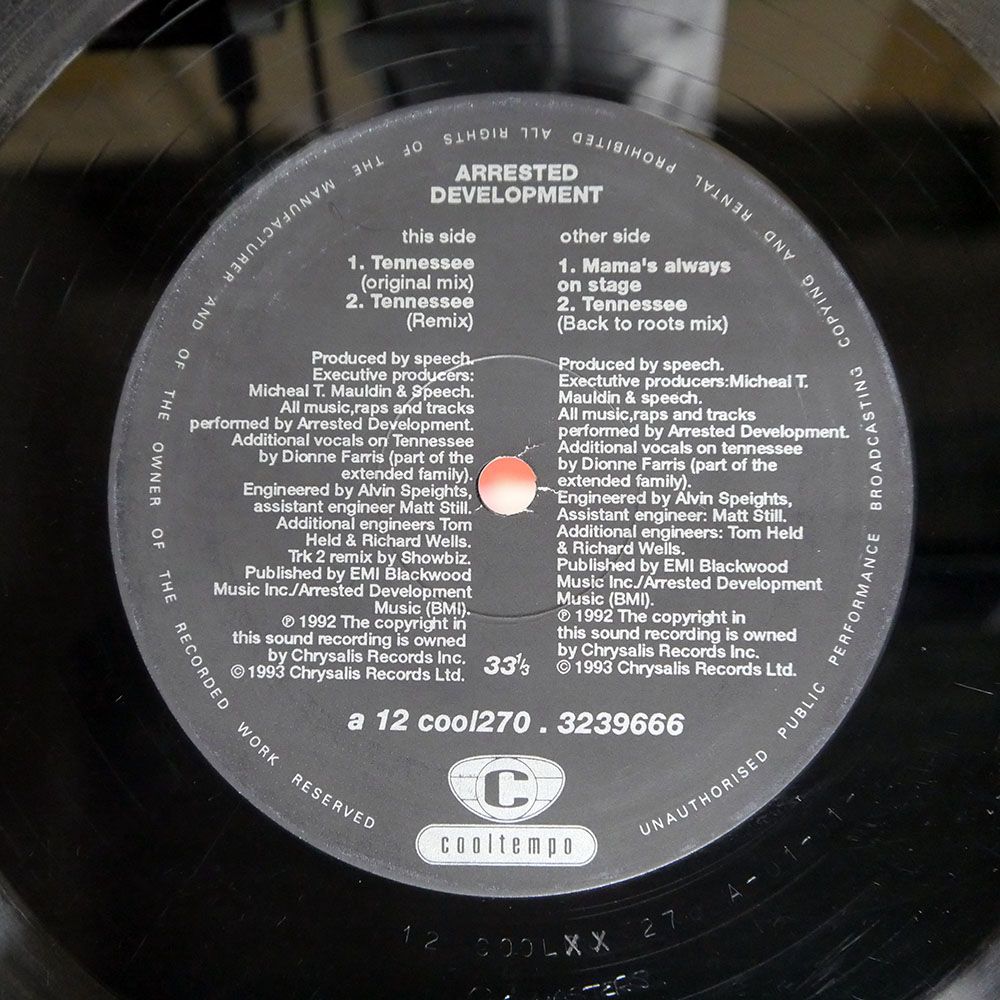 ARRESTED
DEVELOPMENT
this side
1. Tennessee
(original mix)
2. Tennessee
(Remix)
Produced by speech.
Executive producers:
Micheal T. Mauldin & Speech.
All music,raps and tracks
performed by Arrested Development.
Additional vocals on Tennessee
by Dionne Farris (part of the
extended family).
Engineered by Alvin Speights,
assistant engineer Matt Still.
Additional engineers Tom
Held & Richard Wells.
Trk 2 remix by Showbiz.
Published by EMI Blackwood
Music Inc./Arrested Development
Music (BMI).
℗ 1992 The copyright in
this sound recording is owned
by Chrysalis Records Inc.
© 1993 Chrysalis Records Ltd.
other side
1. Mama's always
on stage
2. Tennessee
(Back to roots mix)
Produced by speech.
Exectutive producers:Micheal T.
Mauldin & speech.
All music,raps and tracks
performed by Arrested Development.
Additional vocals on tennessee
by Dionne Farris (part of the
extended family).
Engineered by Alvin Speights,
Assistant engineer: Matt Still.
Additional engineers: Tom Held
& Richard Wells.
Published by EMI Blackwood
Music Inc./Arrested Development
Music (BMI).
℗ 1992 The copyright in
this sound recording is owned
by Chrysalis Records Inc.
© 1993 Chrysalis Records Ltd.
33⅓
a 12 cool270 . 3239666
C
cooltempo
ALL RIGHTS OF THE MANUFACTURER AND OF THE OWNER OF THE RECORDED WORK RESERVED
UNAUTHORISED PUBLIC PERFORMANCE BROADCASTING COPYING AND RENTAL PROHIBITED
12 COOLXX